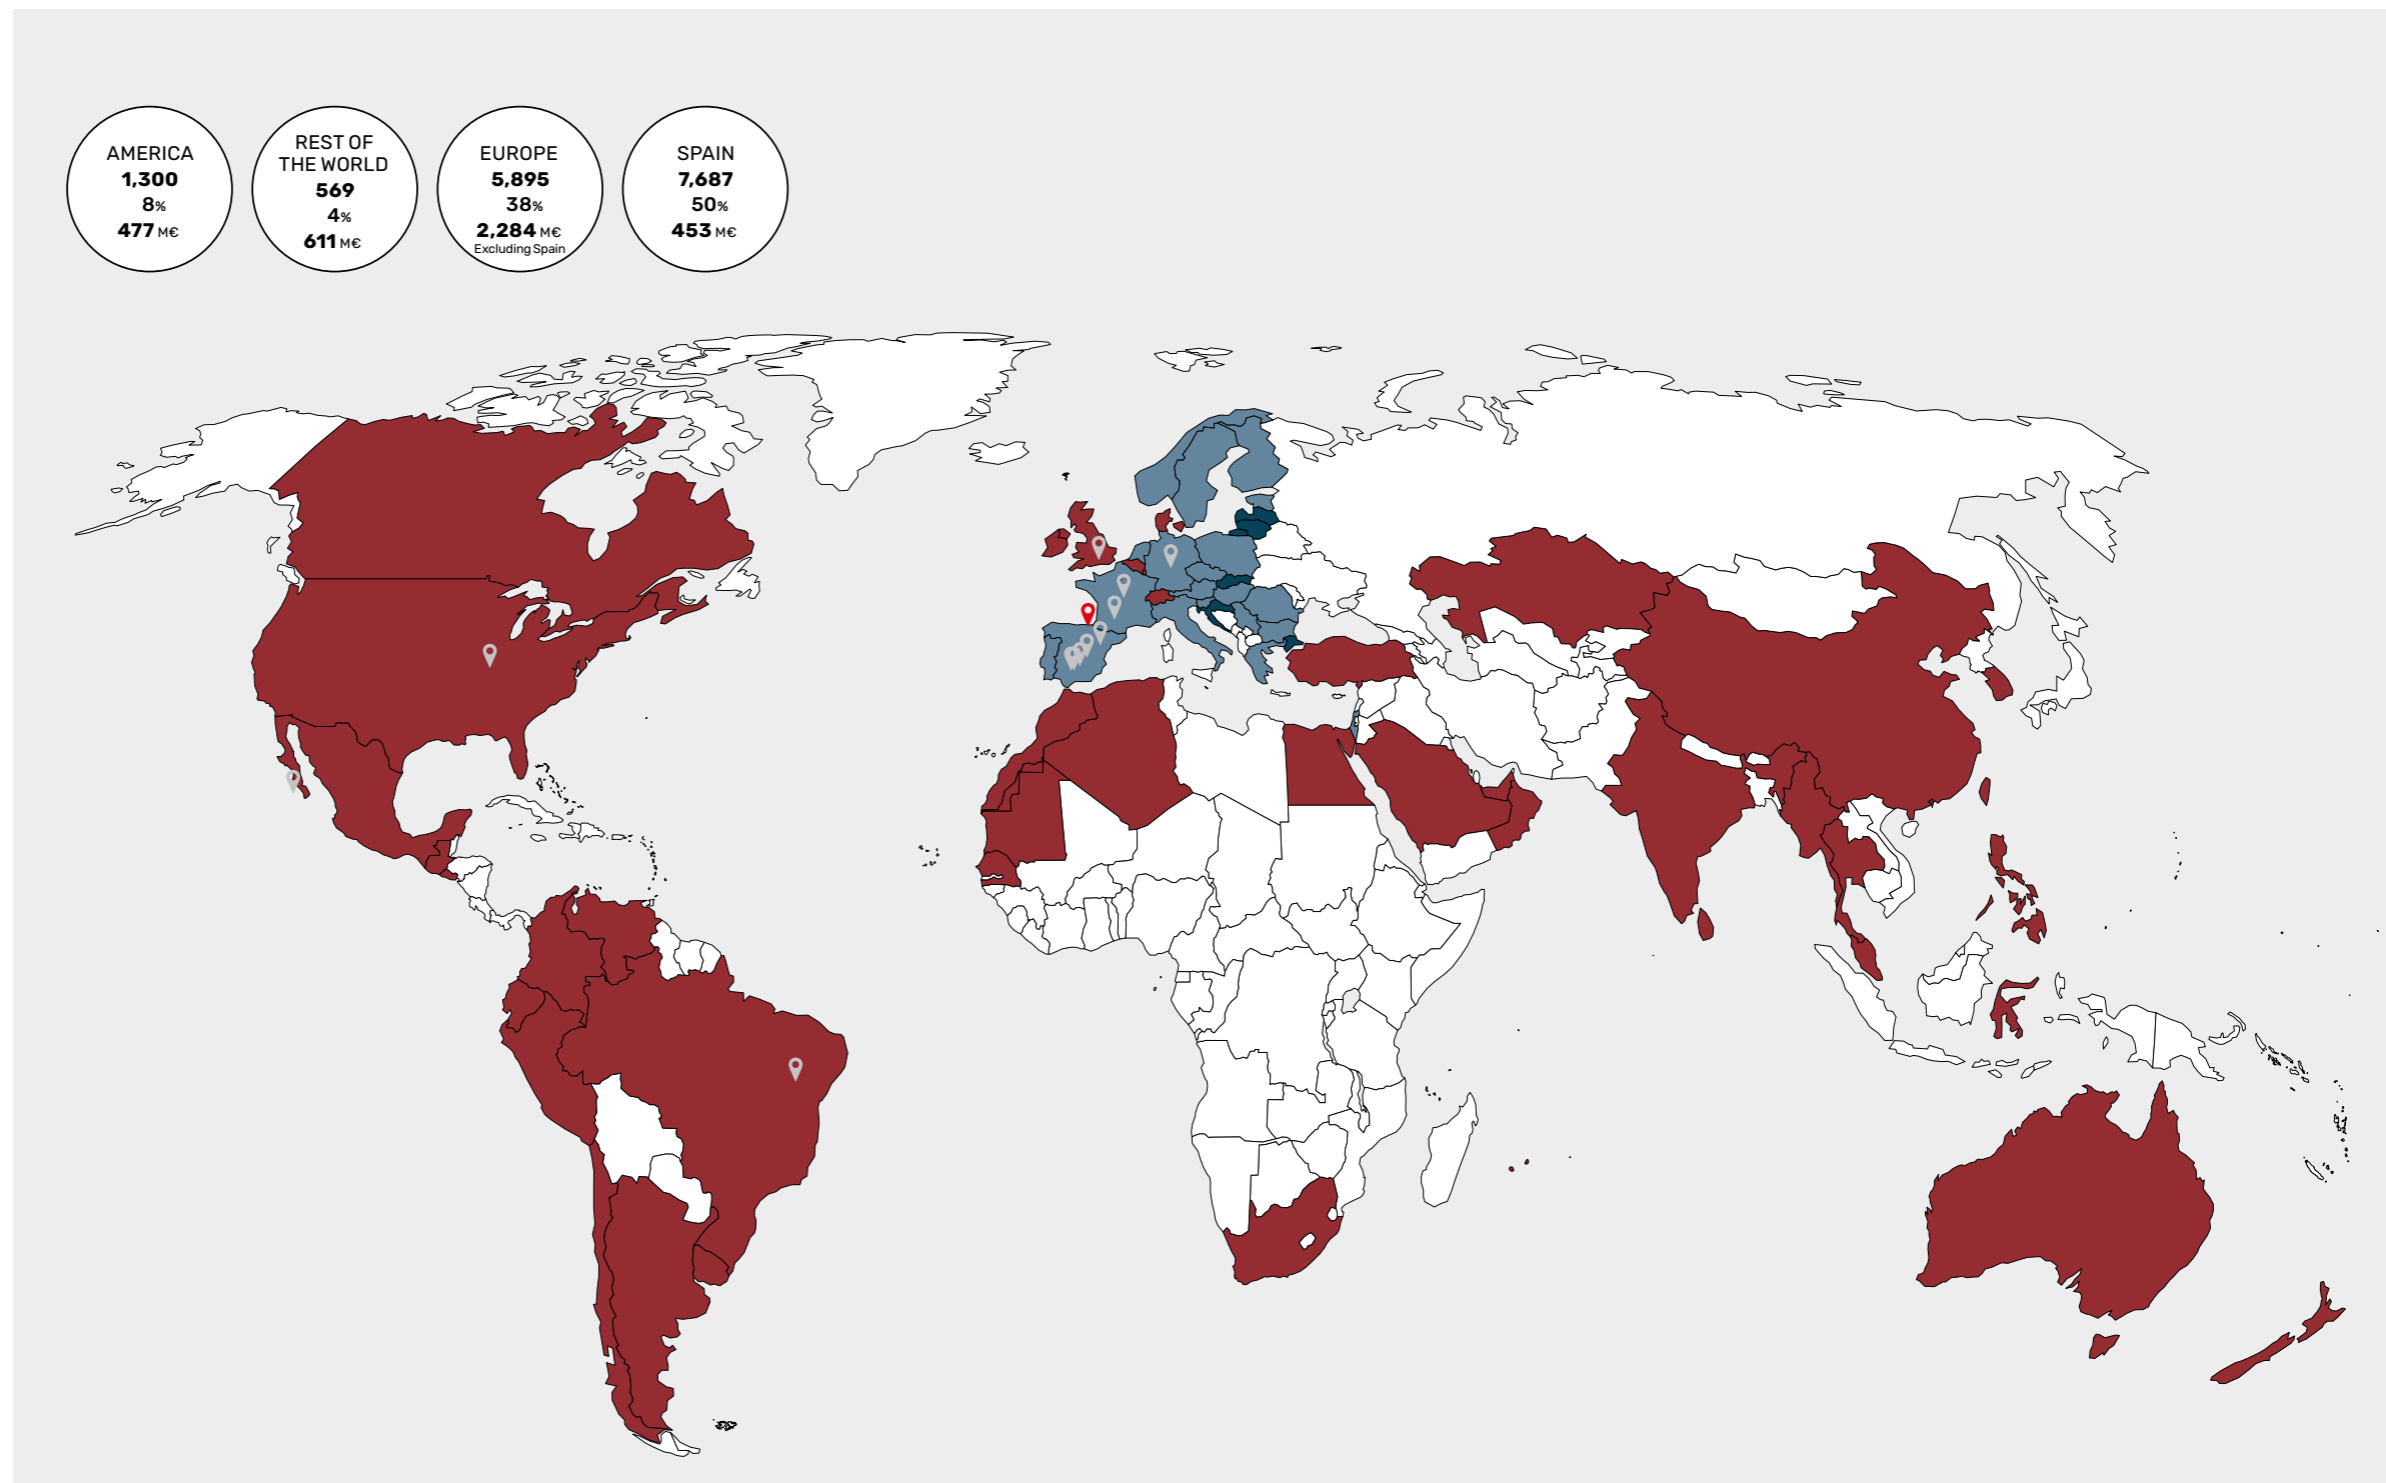 AMERICA
1,300
8%
477 M€
REST OF
THE WORLD
569
4%
611 M€
EUROPE
5,895
38%
2,284 M€
Excluding Spain
SPAIN
7,687
50%
453 M€